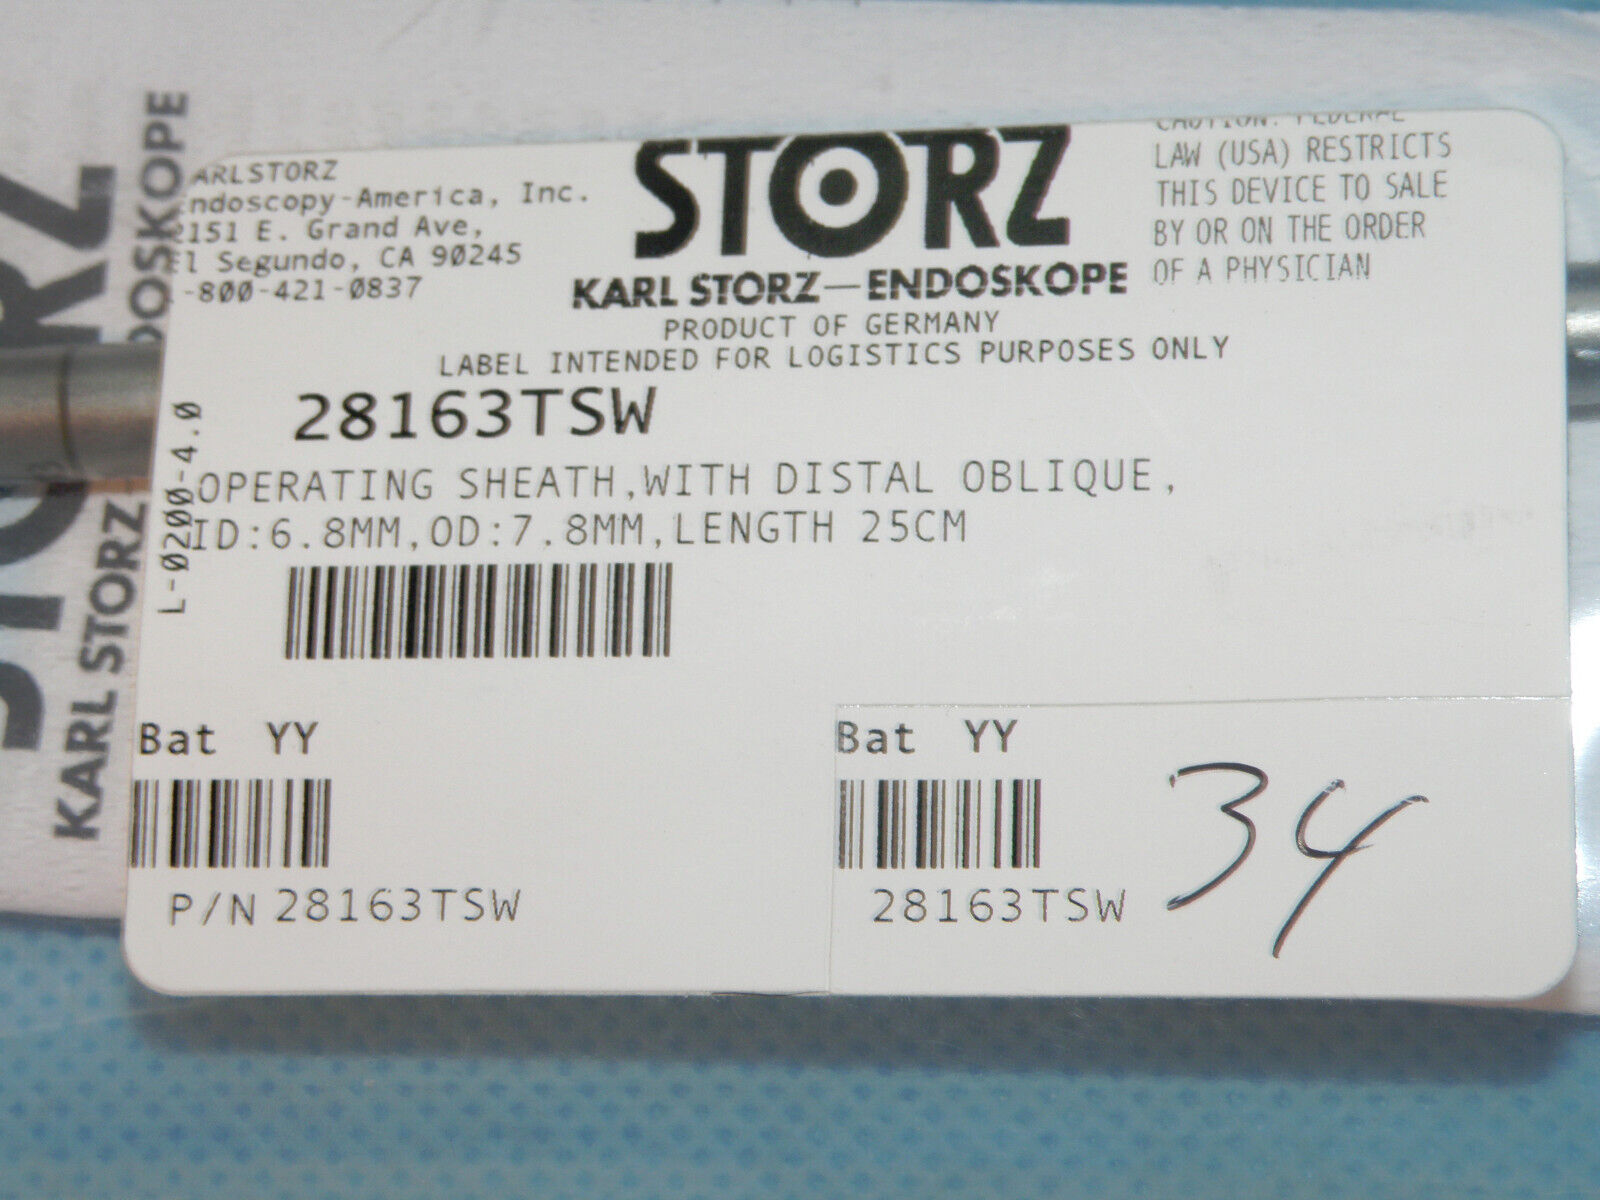 ARLSTORZ
ndoscopy-America, Inc.
2151 E. Grand Ave,
El Segundo, CA 90245
-800-421-0837
STORZ
KARL STORZ—ENDOSKOPE
CAUTION: FEDERAL
LAW (USA) RESTRICTS
THIS DEVICE TO SALE
BY OR ON THE ORDER
OF A PHYSICIAN
PRODUCT OF GERMANY
LABEL INTENDED FOR LOGISTICS PURPOSES ONLY
28163TSW
L-0200-4.0
OPERATING SHEATH,WITH DISTAL OBLIQUE,
ID:6.8MM,OD:7.8MM,LENGTH 25CM
Bat YY
P/N 28163TSW
Bat YY
28163TSW
34
STORZ
KARL STORZ
DOSKOPE